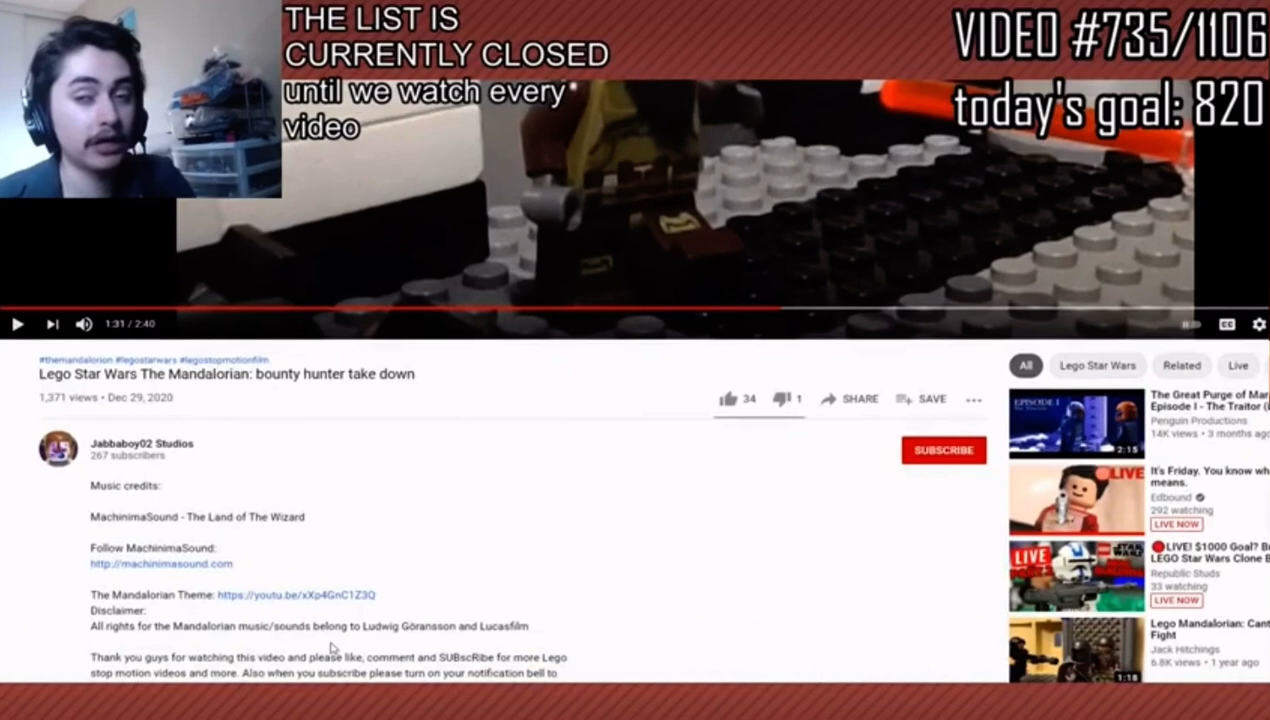 THE LIST IS
CURRENTLY CLOSED
until we watch every
video
VIDEO #735/1106
today's goal: 820
1:31 / 2:40
#themandalorion #legostarwars #legostopmotionfilm
Lego Star Wars The Mandalorian: bounty hunter take down
1,371 views • Dec 29, 2020
34
1
SHARE
SAVE
Jabbaboy02 Studios
267 subscribers
SUBSCRIBE
Music credits:
MachinimaSound - The Land of The Wizard
Follow MachinimaSound:
http://machinimasound.com
The Mandalorian Theme: https://youtu.be/xXp4GnC1Z3Q
Disclaimer:
All rights for the Mandalorian music/sounds belong to Ludwig Göransson and Lucasfilm
Thank you guys for watching this video and please like, comment and SUBscRibe for more Lego
stop motion videos and more. Also when you subscribe please turn on your notification bell to
All
Lego Star Wars
Related
Live
EPISODE I
2:15
The Great Purge of Man
Episode I - The Traitor (
Penguin Productions
14K views • 3 months ago
LIVE
It's Friday. You know wh
means.
Edbound
292 watching
LIVE NOW
LIVE
STAR WARS
LIVE! $1000 Goal? B
LEGO Star Wars Clone B
Republic Studs
33 watching
LIVE NOW
1:18
Lego Mandalorian: Cant
Fight
Jack Hitchings
6.8K views • 1 year ago